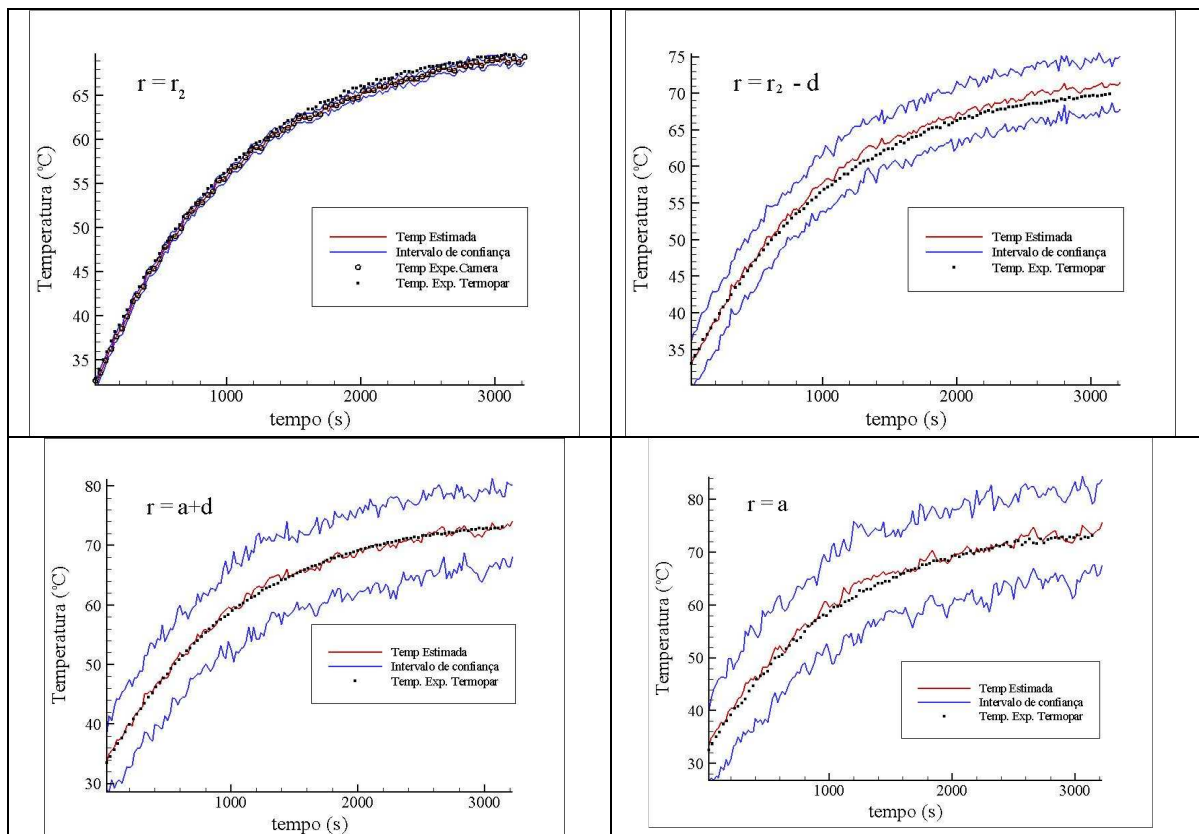 r = r2
Temperatura (°C)
65
60
55
50
45
40
35
1000
2000
3000
tempo (s)
Temp Estimada
Intervalo de confiança
Temp Expe.Camera
Temp. Exp. Termopar
r = r2 - d
Temperatura (°C)
75
70
65
60
55
50
45
40
35
1000
2000
3000
tempo (s)
Temp Estimada
Intervalo de confiança
Temp. Exp. Termopar
r = a+d
Temperatura (°C)
80
70
60
50
40
30
1000
2000
3000
tempo (s)
Temp Estimada
Intervalo de confiança
Temp. Exp. Termopar
r = a
Temperatura (°C)
80
70
60
50
40
30
1000
2000
3000
tempo (s)
Temp Estimada
Intervalo de confiança
Temp. Exp. Termopar